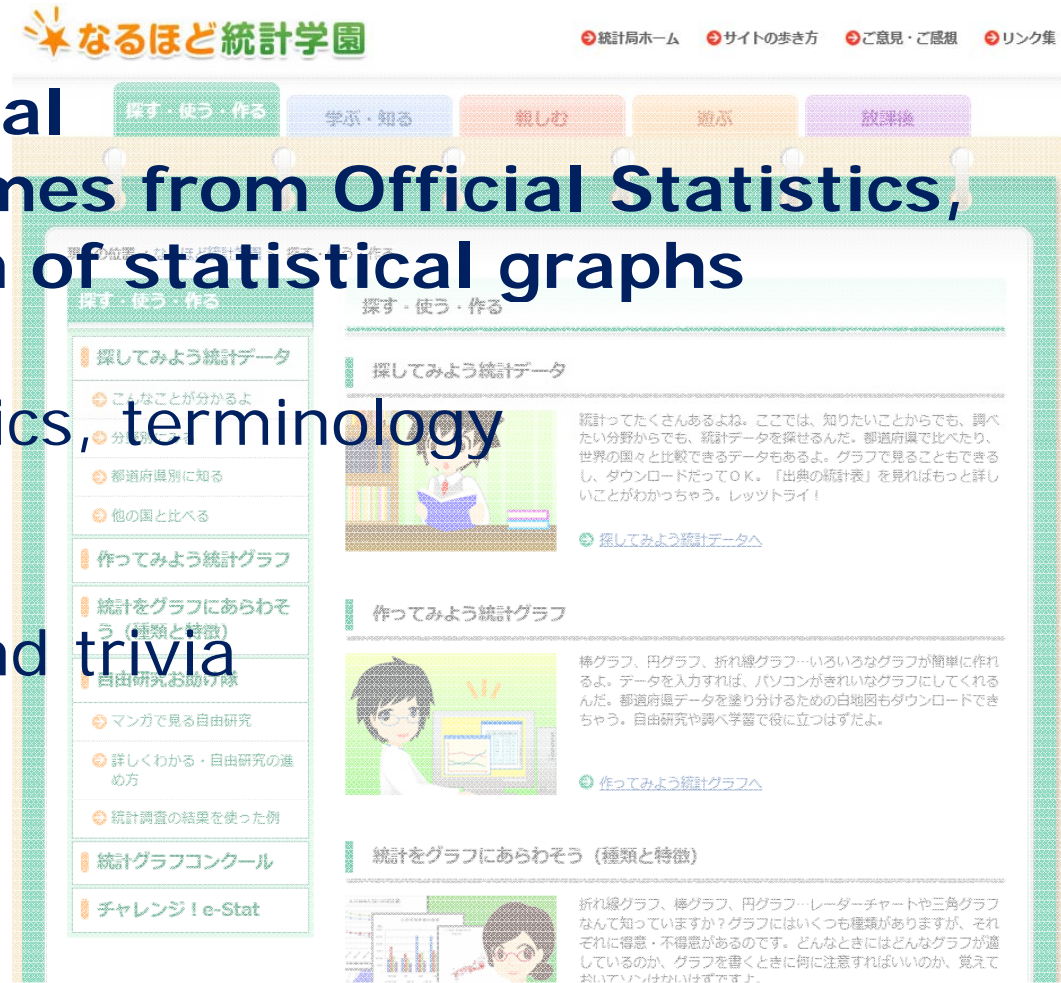 なるほど統計学園
統計局ホーム サイトの歩き方 ご意見・ご感想 リンク集
al
探す・使う・作る 学ぶ・知る 親しむ 遊ぶ 放課後
mes from Official Statistics,
n of statistical graphs
探す・使う・作る
探す・使う・作る
探してみよう統計データ
こんなことが分かるよ
ics, terminology
都道府県別に知る
他の国と比べる
作ってみよう統計グラフ
統計をグラフにあらわそ
う（種類と特徴）
nd trivia
自由研究お助け隊
マンガで見る自由研究
詳しくわかる・自由研究の進
め方
統計調査の結果を使った例
統計グラフコンクール
チャレンジ！e-Stat
探してみよう統計データ
統計ってたくさんあるよね。ここでは、知りたいことからでも、調べ
たい分野からでも、統計データを探せるんだ。都道府県で比べたり、
世界の国々と比較できるデータもあるよ。グラフで見ることもできる
し、ダウンロードだってＯＫ。「出典の統計表」を見ればもっと詳し
いことがわかっちゃう。レッツトライ！
探してみよう統計データへ
作ってみよう統計グラフ
棒グラフ、円グラフ、折れ線グラフ…いろいろなグラフが簡単に作れ
るよ。データを入力すれば、パソコンがきれいなグラフにしてくれる
んだ。都道府県データを塗り分けるための白地図もダウンロードでき
ちゃう。自由研究や調べ学習で役に立つはずだよ。
作ってみよう統計グラフへ
統計をグラフにあらわそう（種類と特徴）
折れ線グラフ、棒グラフ、円グラフ…レーダーチャートや三角グラフ
なんて知っていますか？グラフにはいくつも種類がありますが、それ
ぞれに得意・不得意があるのです。どんなときにはどんなグラフが適
しているのか、グラフを書くときに何に注意すればいいのか、覚えて
おいてソンはないはずですよ。